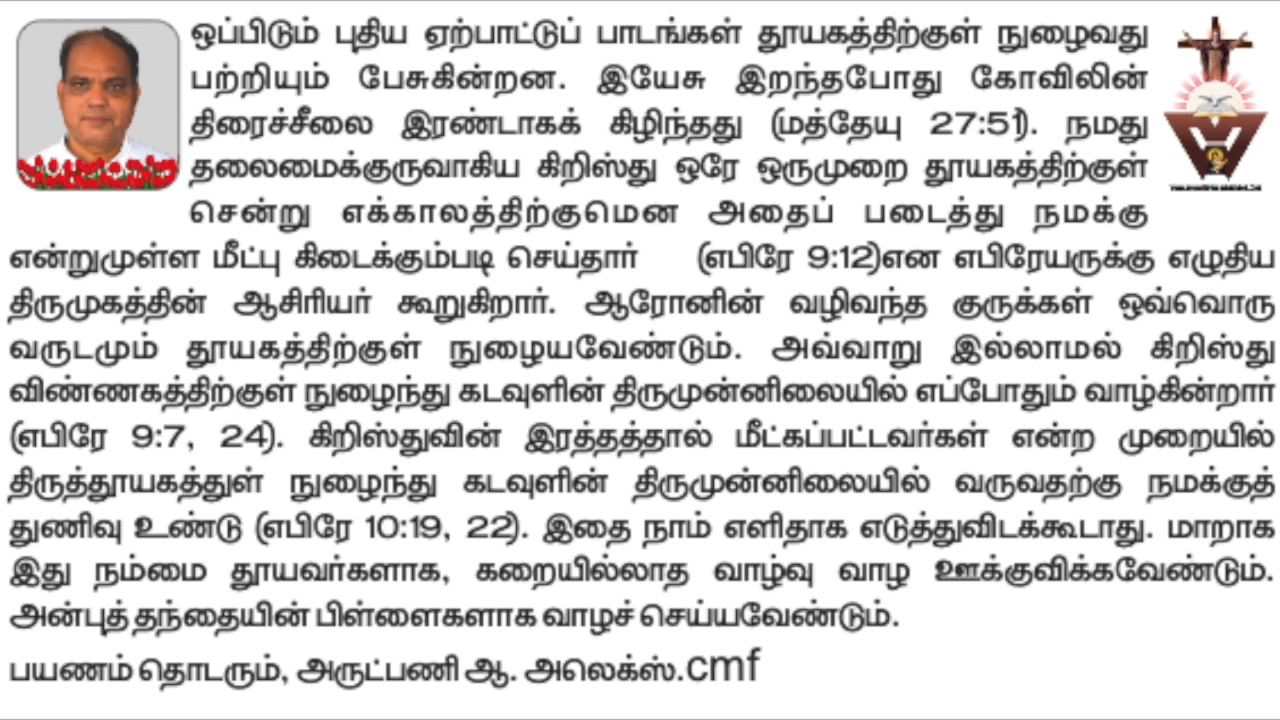 ஒப்பிடும் புதிய ஏற்பாட்டுப் பாடங்கள் தூயகத்திற்குள் நுழைவது
பற்றியும் பேசுகின்றன. இயேசு இறந்தபோது கோவிலின்
திரைச்சீலை இரண்டாகக் கிழிந்தது (மத்தேயு 27:51). நமது
தலைமைக்குருவாகிய கிறிஸ்து ஒரே ஒருமுறை தூயகத்திற்குள்
சென்று எக்காலத்திற்குமென அதைப் படைத்து நமக்கு
என்றுமுள்ள மீட்பு கிடைக்கும்படி செய்தார் (எபிரே 9:12)என எபிரேயருக்கு எழுதிய
திருமுகத்தின் ஆசிரியர் கூறுகிறார். ஆரோனின் வழிவந்த குருக்கள் ஒவ்வொரு
வருடமும் தூயகத்திற்குள் நுழையவேண்டும். அவ்வாறு இல்லாமல் கிறிஸ்து
விண்ணகத்திற்குள் நுழைந்து கடவுளின் திருமுன்னிலையில் எப்போதும் வாழ்கின்றார்
(எபிரே 9:7, 24). கிறிஸ்துவின் இரத்தத்தால் மீட்கப்பட்டவர்கள் என்ற முறையில்
திருத்தூயகத்துள் நுழைந்து கடவுளின் திருமுன்னிலையில் வருவதற்கு நமக்குத்
துணிவு உண்டு (எபிரே 10:19, 22). இதை நாம் எளிதாக எடுத்துவிடக்கூடாது. மாறாக
இது நம்மை தூயவர்களாக, கறையில்லாத வாழ்வு வாழ ஊக்குவிக்கவேண்டும்.
அன்புத் தந்தையின் பிள்ளைகளாக வாழச் செய்யவேண்டும்.
பயணம் தொடரும், அருட்பணி ஆ. அலெக்ஸ்.cmf